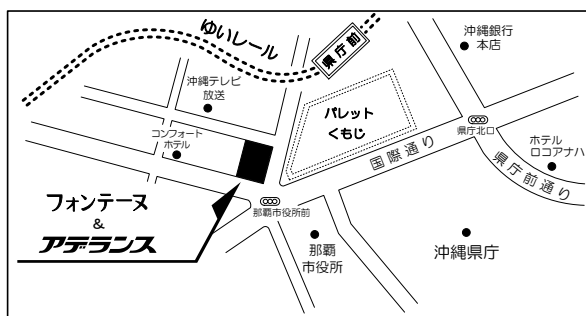 ゆいレール
県庁前
沖縄銀行
本店
沖縄テレビ
放送
パレット
くもじ
コンフォート
ホテル
国際通り
県庁北口
ホテル
ロコアナハ
県庁前通り
フォンテーヌ
&
アデランス
那覇市役所前
那覇
市役所
沖縄県庁